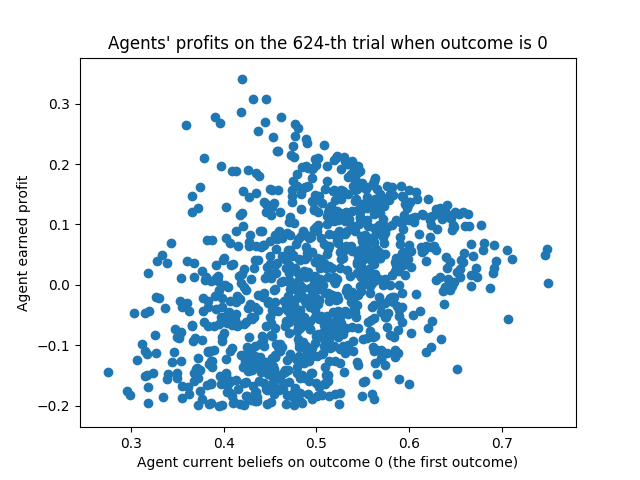 Agents' profits on the 624-th trial when outcome is 0
0.3
0.2
0.1
0.0
−0.1
−0.2
Agent earned profit
0.3 0.4 0.5 0.6 0.7
Agent current beliefs on outcome 0 (the first outcome)